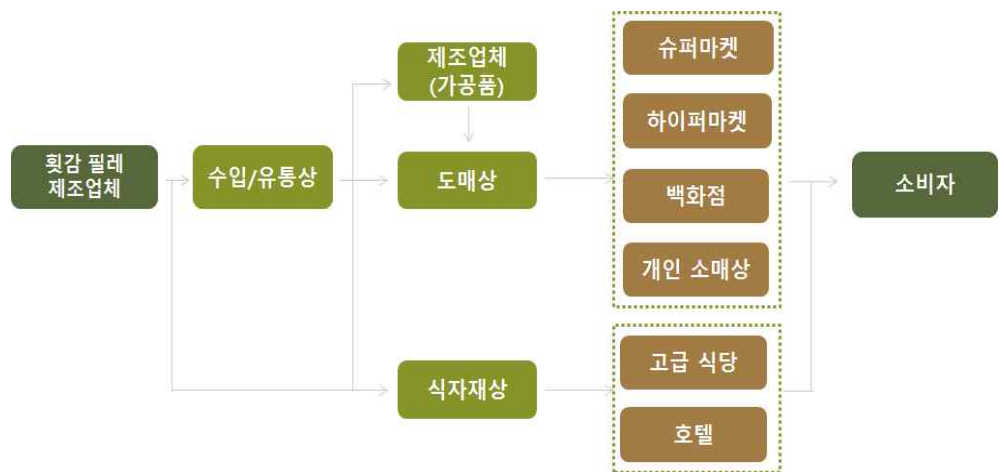 횟감 필레
제조업체
수입/유통상
제조업체
(가공품)
도매상
식자재상
슈퍼마켓
하이퍼마켓
백화점
개인 소매상
고급 식당
호텔
소비자